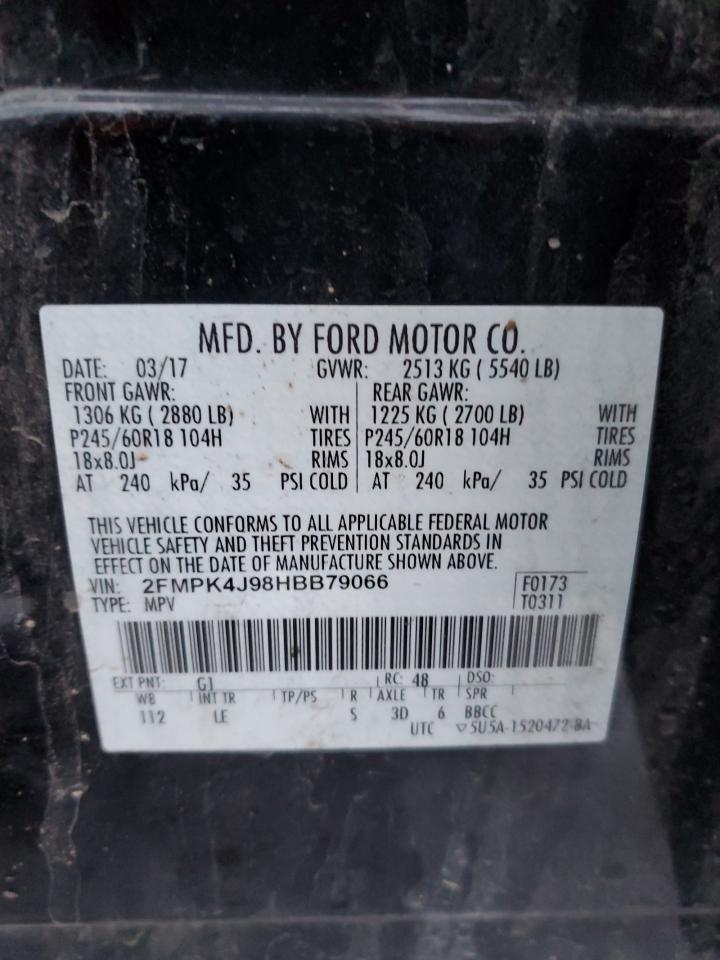 MFD. BY FORD MOTOR CO.
DATE: 03/17 GVWR: 2513 KG ( 5540 LB)
FRONT GAWR: REAR GAWR:
1306 KG ( 2880 LB) WITH 1225 KG ( 2700 LB) WITH
P245/60R18 104H TIRES P245/60R18 104H TIRES
18x8.0J RIMS 18x8.0J RIMS
AT 240 kPa/ 35 PSI COLD AT 240 kPa/ 35 PSI COLD
THIS VEHICLE CONFORMS TO ALL APPLICABLE FEDERAL MOTOR
VEHICLE SAFETY AND THEFT PREVENTION STANDARDS IN
EFFECT ON THE DATE OF MANUFACTURE SHOWN ABOVE.
VIN: 2FMPK4J98HBB79066 F0173
TYPE: MPV T0311
EXT PNT: G1 RC: 48 DSO:
WB INT TR TP/PS R AXLE TR SPR
112 LE S 3D 6 BBCC
UTC ▽5U5A-1520472-BA